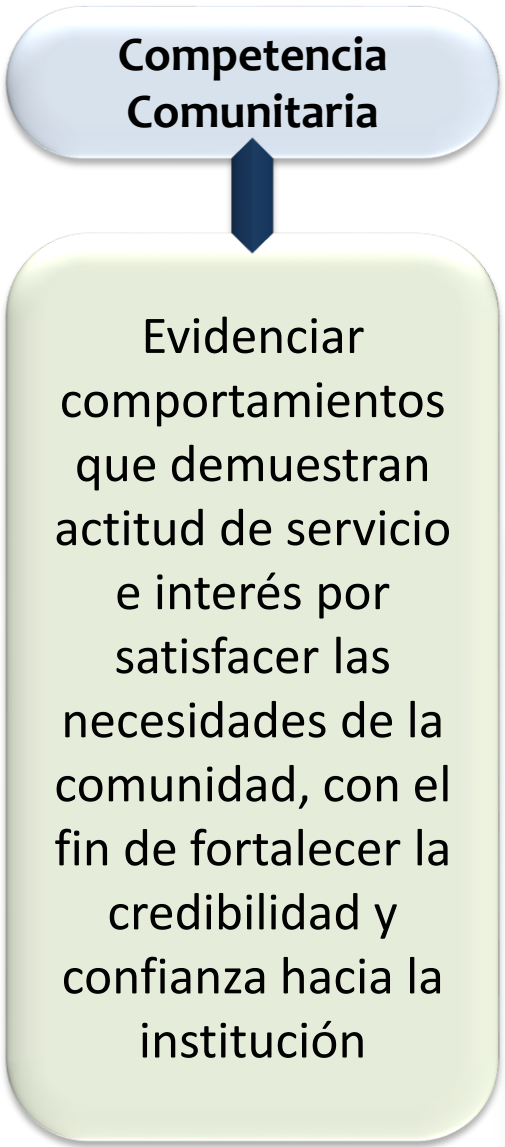 Competencia
Comunitaria
Evidenciar
comportamientos
que demuestran
actitud de servicio
e interés por
satisfacer las
necesidades de la
comunidad, con el
fin de fortalecer la
credibilidad y
confianza hacia la
institución